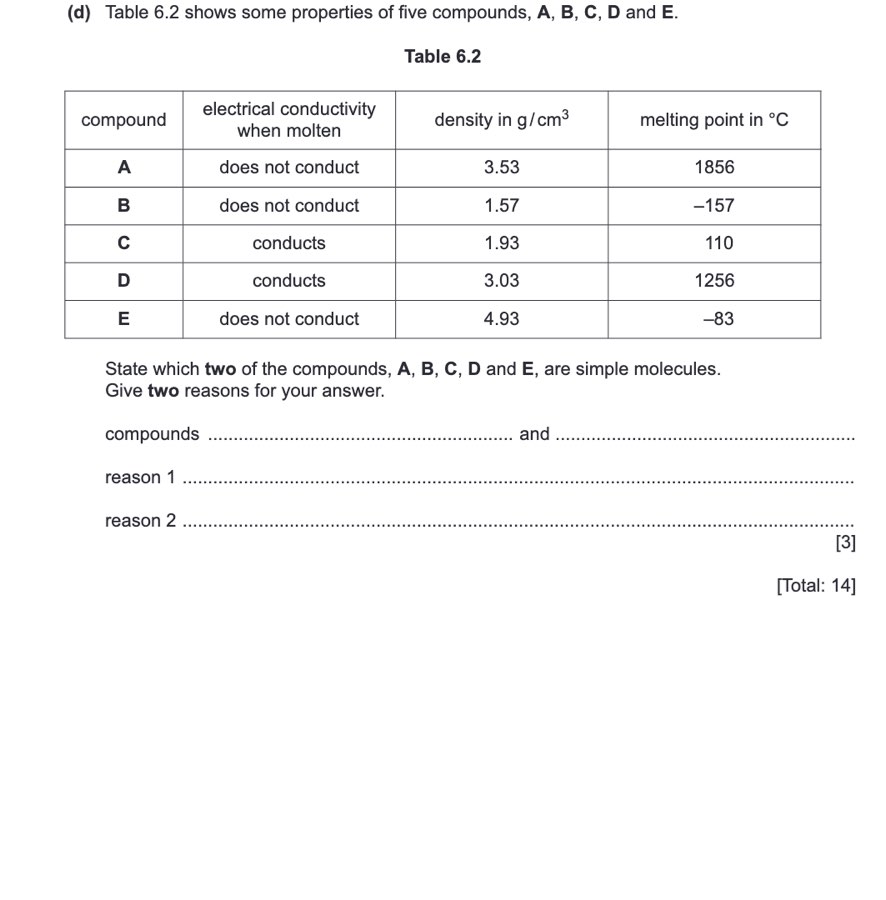 (d) Table 6.2 shows some properties of five compounds, A, B, C, D and E.
Table 6.2
compound electrical conductivity when molten density in g/cm³ melting point in °C
A does not conduct 3.53 1856
B does not conduct 1.57 –157
C conducts 1.93 110
D conducts 3.03 1256
E does not conduct 4.93 –83
State which two of the compounds, A, B, C, D and E, are simple molecules.
Give two reasons for your answer.
compounds ........................................................ and ........................................................
reason 1 ................................................................................................................................
reason 2 ................................................................................................................................
[3]
[Total: 14]